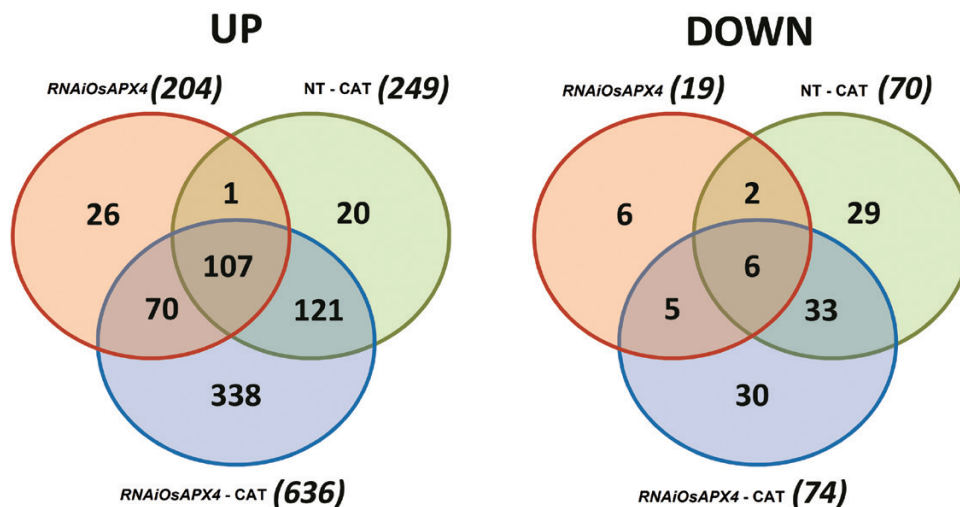 UP
RNAiOsAPX4 (204)
NT - CAT (249)
26
1
20
107
70
121
338
RNAiOsAPX4 - CAT (636)
DOWN
RNAiOsAPX4 (19)
NT - CAT (70)
6
2
29
6
5
33
30
RNAiOsAPX4 - CAT (74)